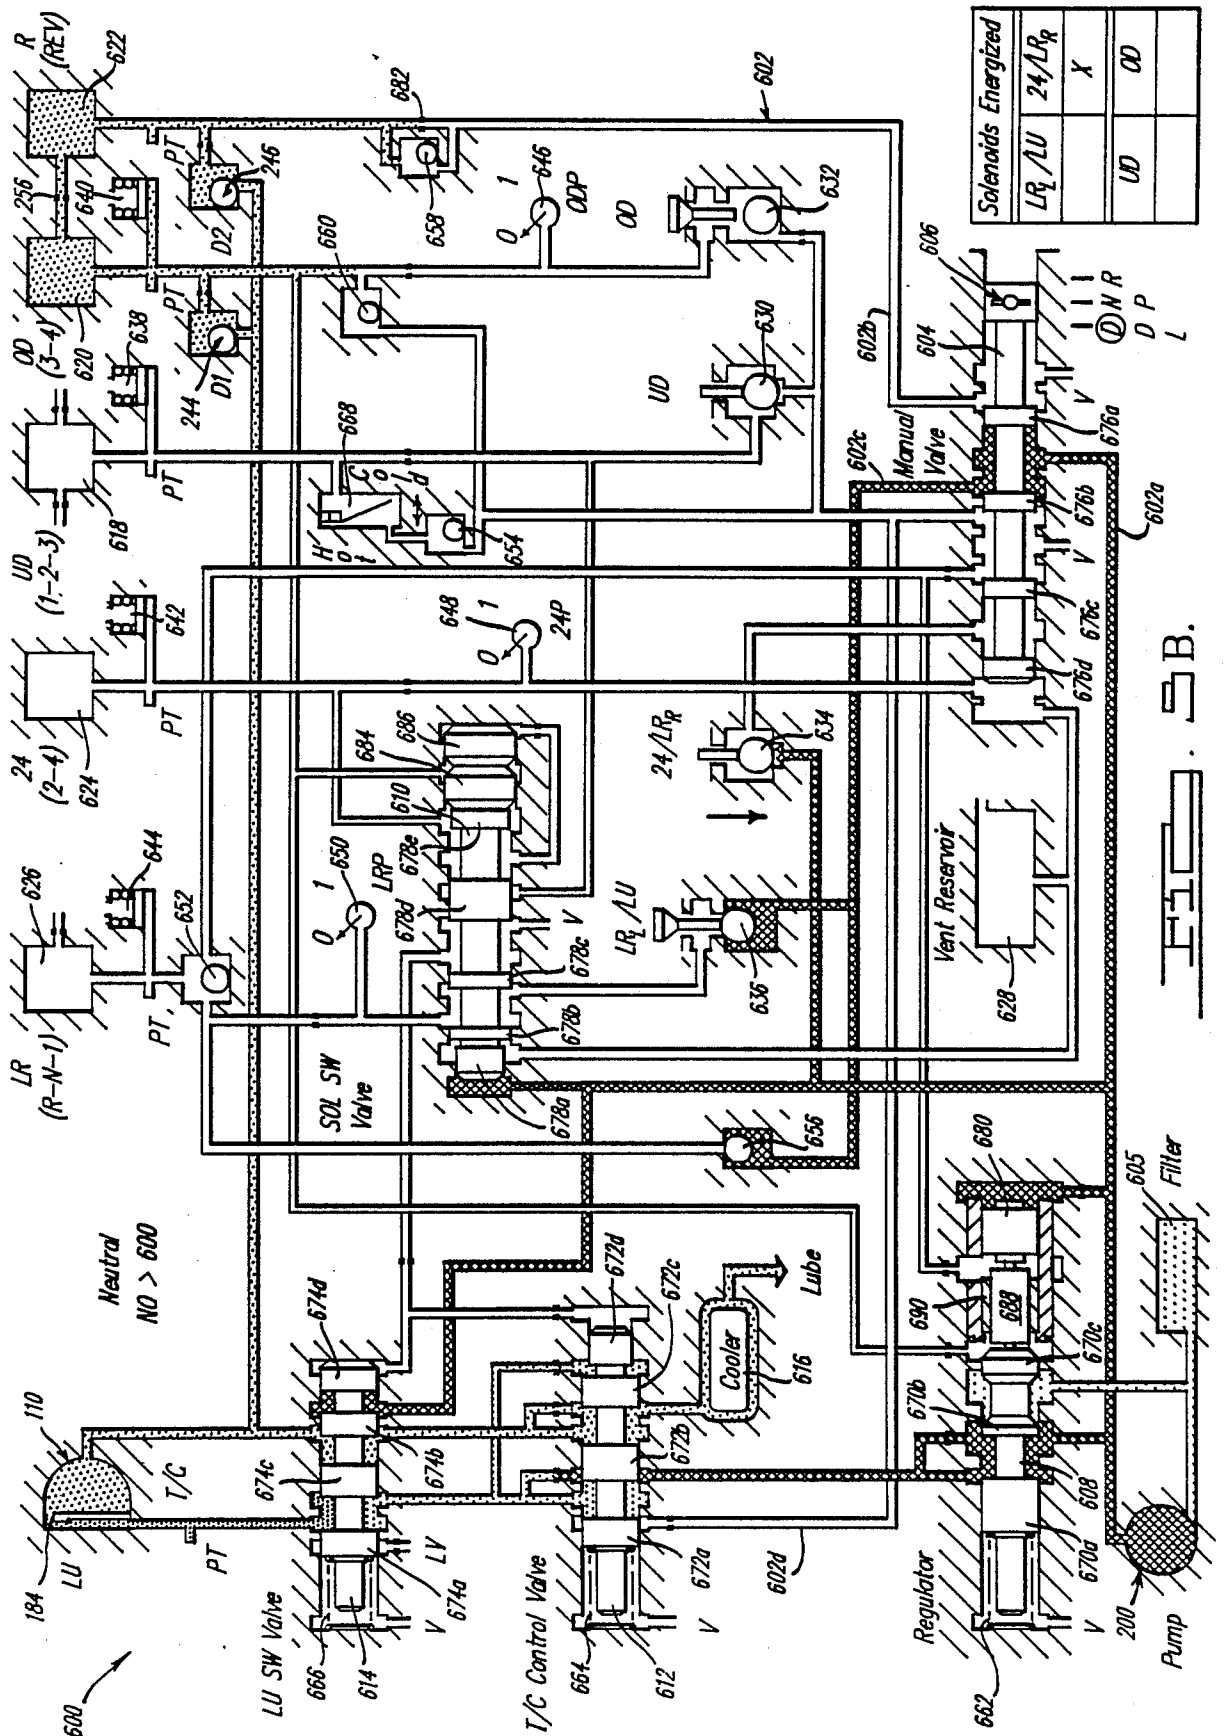 R
(REV)
622
256
640
PT
246
D2
682
602
658
660
1
0
646
ODP
OD
632
OD
(3-4)
620
638
PT
244
D1
UD
(1-2-3)
618
PT
668
Cold
Hot
654
UD
630
602b
602c
Manual
Valve
604
606
D N R
D P
L
V
676a
676b
V
676c
676d
602a
24
(2-4)
624
642
PT
648
1
0
24P
686
684
610
678e
24/LRR
634
Vent Reservoir
628
LR
(R-N-1)
626
644
652
PT
650
1
0
LRP
678d
V
678c
678b
678a
SOL SW
Valve
LRL/LU
636
656
Neutral
NO > 600
110
T/C
184
LU
PT
LU SW Valve
674d
674c
674b
674a
LV
V
666
614
600
T/C Control Valve
672d
672c
672b
672a
664
612
V
602d
Cooler
616
Lube
Regulator
680
690
688
670c
670b
608
670a
662
V
605
Filter
200
Pump
Solenoids Energized
LRL/LU 24/LRR
X
UD OD
FIG. 5B.